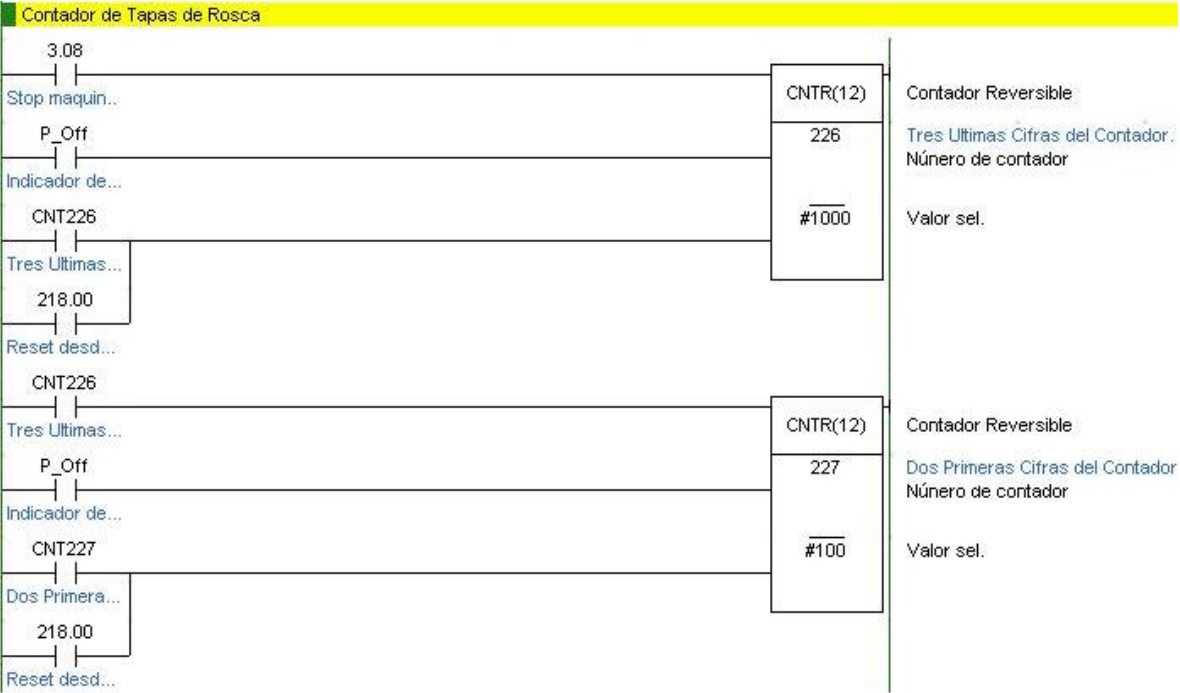 Contador de Tapas de Rosca
3.08
Stop maquin..
CNTR(12)
Contador Reversible
P_Off
Indicador de...
226
Tres Ultimas Cifras del Contador.
Núnero de contador
CNT226
Tres Ultimas...
#1000
Valor sel.
218.00
Reset desd...
CNT226
Tres Ultimas...
CNTR(12)
Contador Reversible
P_Off
Indicador de...
227
Dos Primeras Cifras del Contador
Núnero de contador
CNT227
Dos Primera...
#100
Valor sel.
218.00
Reset desd...